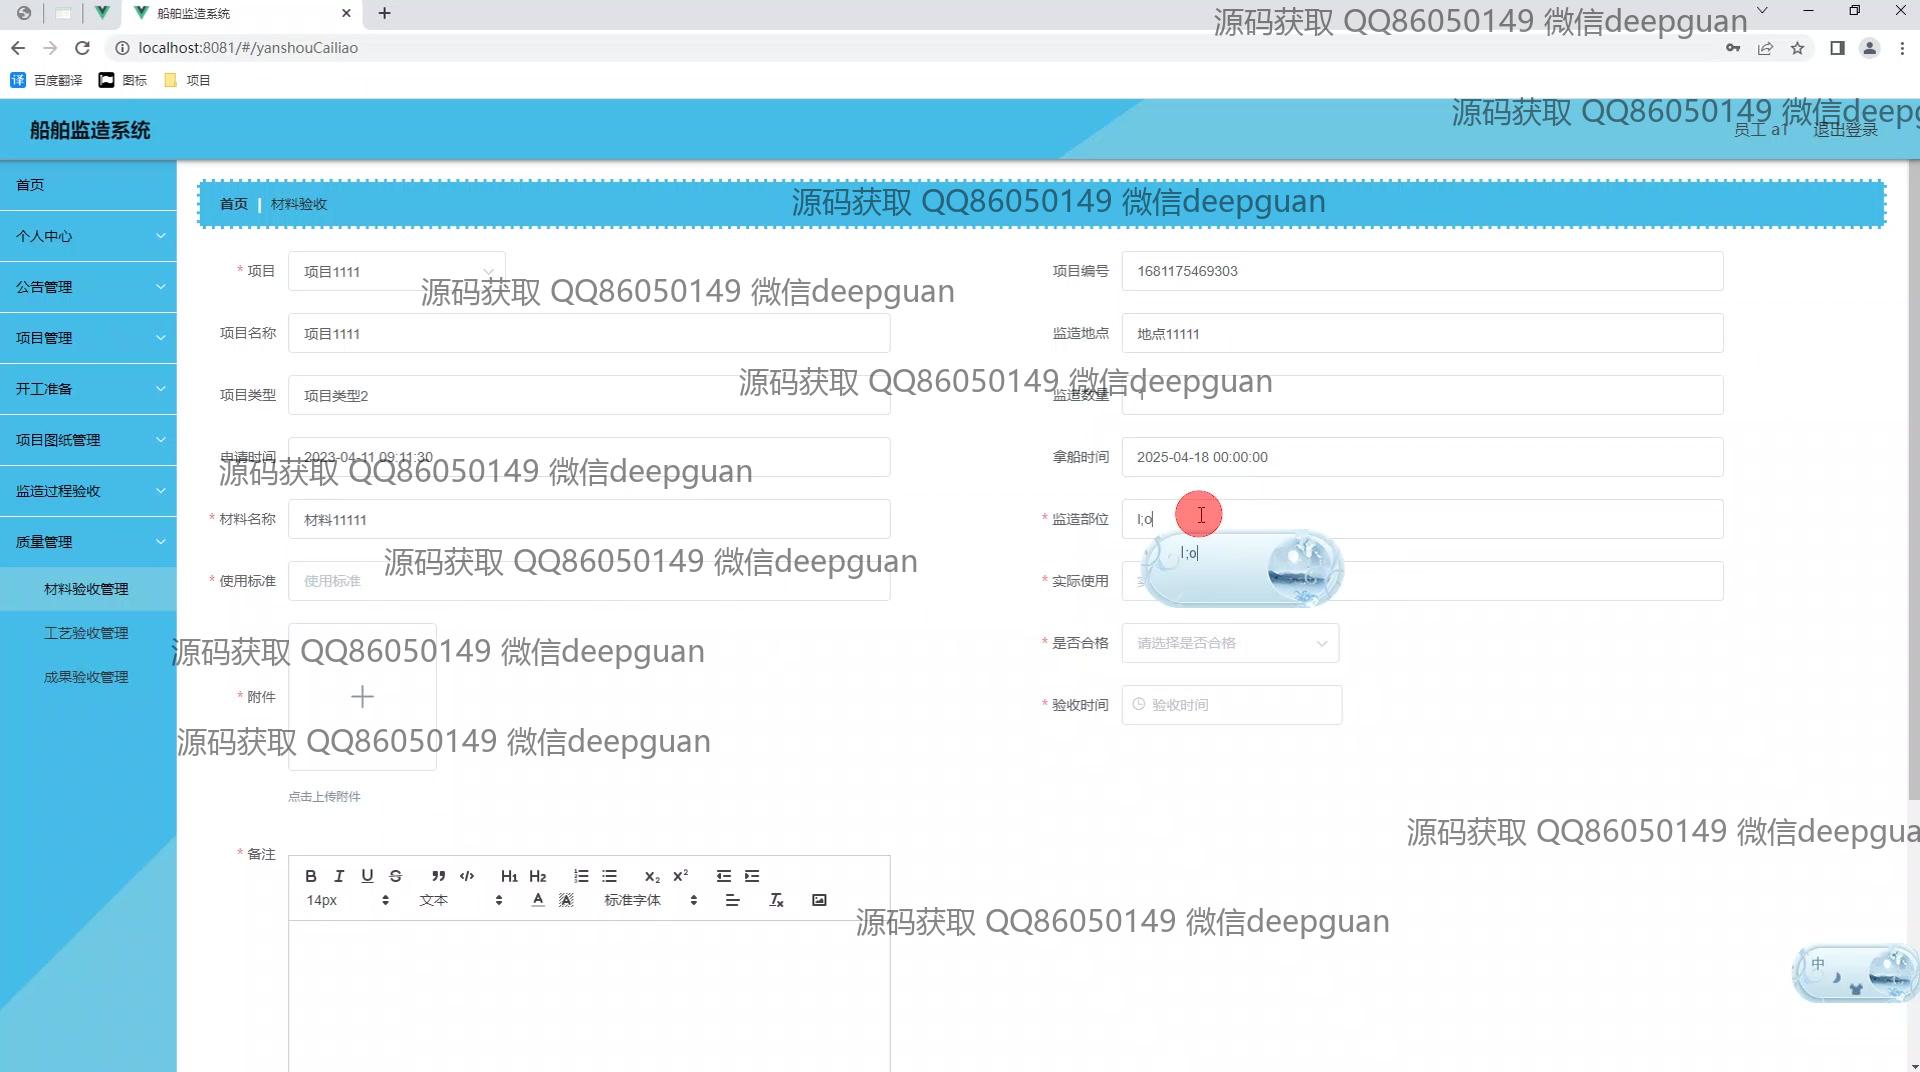 船舶监造系统
源码获取 QQ86050149 微信deepguan
localhost:8081/#/yanshouCailiao
百度翻译 图标 项目
源码获取 QQ86050149 微信deepg
船舶监造系统
员工 a1 退出登录
首页
个人中心
公告管理
项目管理
开工准备
项目图纸管理
监造过程验收
质量管理
材料验收管理
工艺验收管理
成果验收管理
首页 | 材料验收
源码获取 QQ86050149 微信deepguan
* 项目 项目1111
项目编号 1681175469303
源码获取 QQ86050149 微信deepguan
项目名称 项目1111
监造地点 地点11111
源码获取 QQ86050149 微信deepguan
项目类型 项目类型2
监造数量 1
申请时间 2023-04-11 09:11:30
拿船时间 2025-04-18 00:00:00
源码获取 QQ86050149 微信deepguan
* 材料名称 材料11111
* 监造部位 l;o
l;o
源码获取 QQ86050149 微信deepguan
* 使用标准 使用标准
* 实际使用
源码获取 QQ86050149 微信deepguan
* 是否合格 请选择是否合格
* 附件
* 验收时间 验收时间
源码获取 QQ86050149 微信deepguan
点击上传附件
源码获取 QQ86050149 微信deepgua
* 备注
B I U S H1 H2 X2 X2
14px 文本 A A 标准字体 Tx
源码获取 QQ86050149 微信deepguan
中